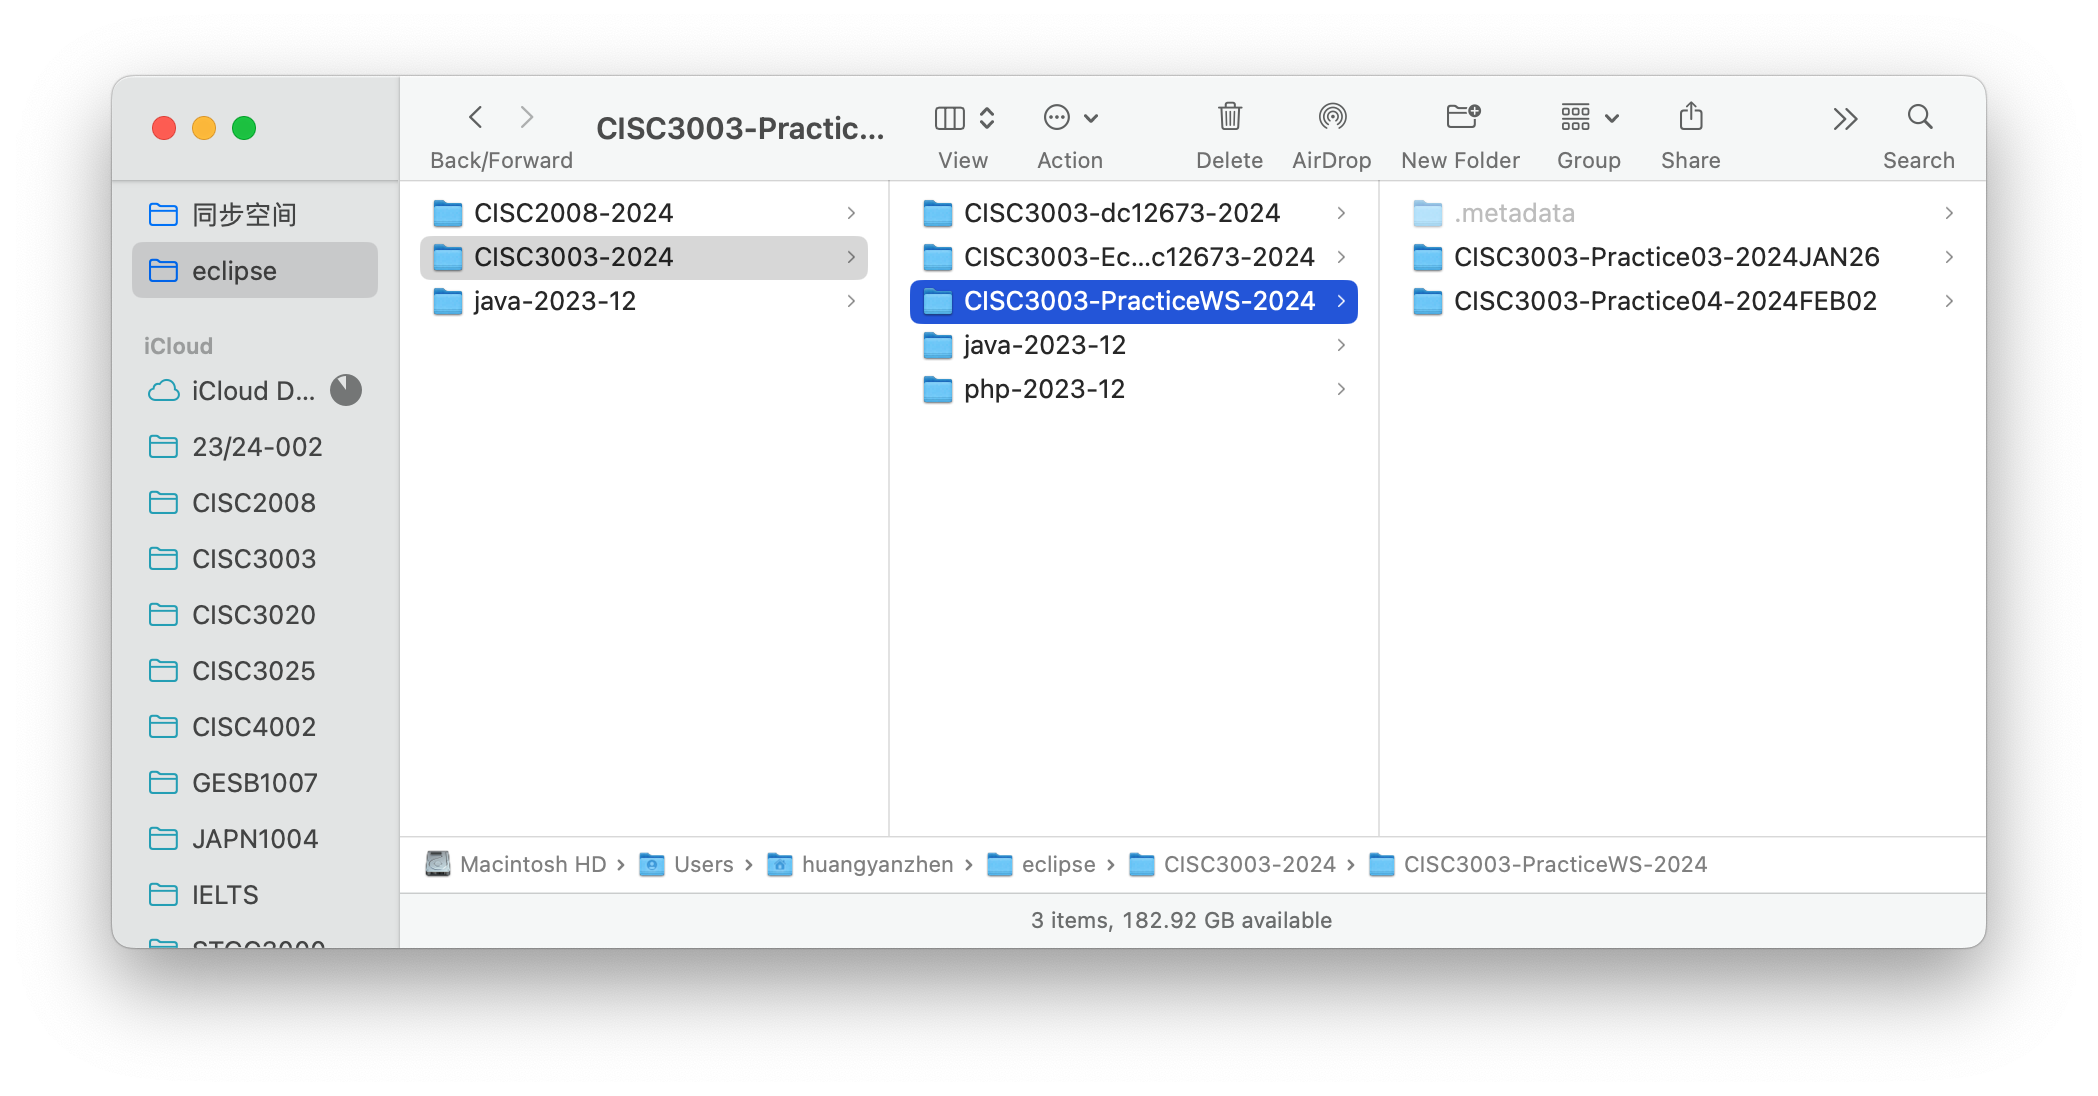 CISC3003-Practic...
Back/Forward
View
Action
Delete
AirDrop
New Folder
Group
Share
Search
同步空间
eclipse
iCloud
iCloud D...
23/24-002
CISC2008
CISC3003
CISC3020
CISC3025
CISC4002
GESB1007
JAPN1004
IELTS
CISC2008-2024
CISC3003-2024
java-2023-12
CISC3003-dc12673-2024
CISC3003-Ec...c12673-2024
CISC3003-PracticeWS-2024
java-2023-12
php-2023-12
.metadata
CISC3003-Practice03-2024JAN26
CISC3003-Practice04-2024FEB02
Macintosh HD › Users › huangyanzhen › eclipse › CISC3003-2024 › CISC3003-PracticeWS-2024
3 items, 182.92 GB available